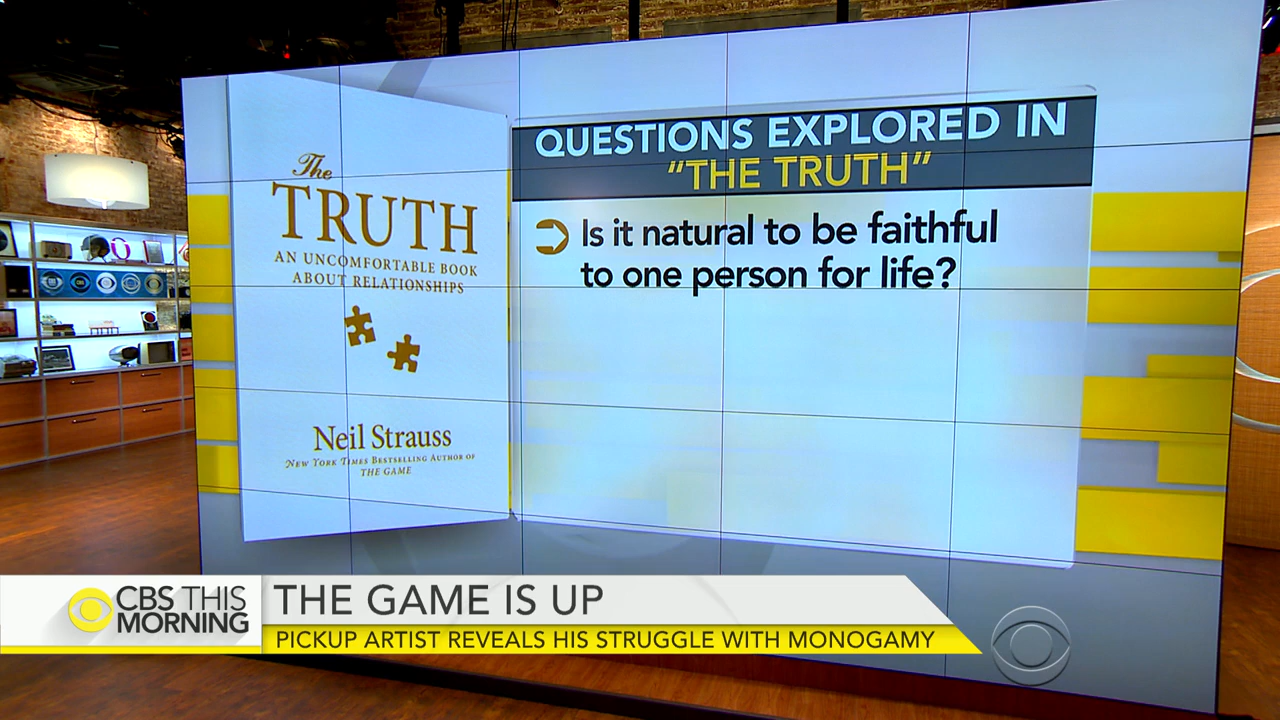 The
TRUTH
AN UNCOMFORTABLE BOOK
ABOUT RELATIONSHIPS
Neil Strauss
NEW YORK TIMES BESTSELLING AUTHOR OF
THE GAME
QUESTIONS EXPLORED IN
“THE TRUTH”
Is it natural to be faithful
to one person for life?
CBS THIS
MORNING
THE GAME IS UP
PICKUP ARTIST REVEALS HIS STRUGGLE WITH MONOGAMY